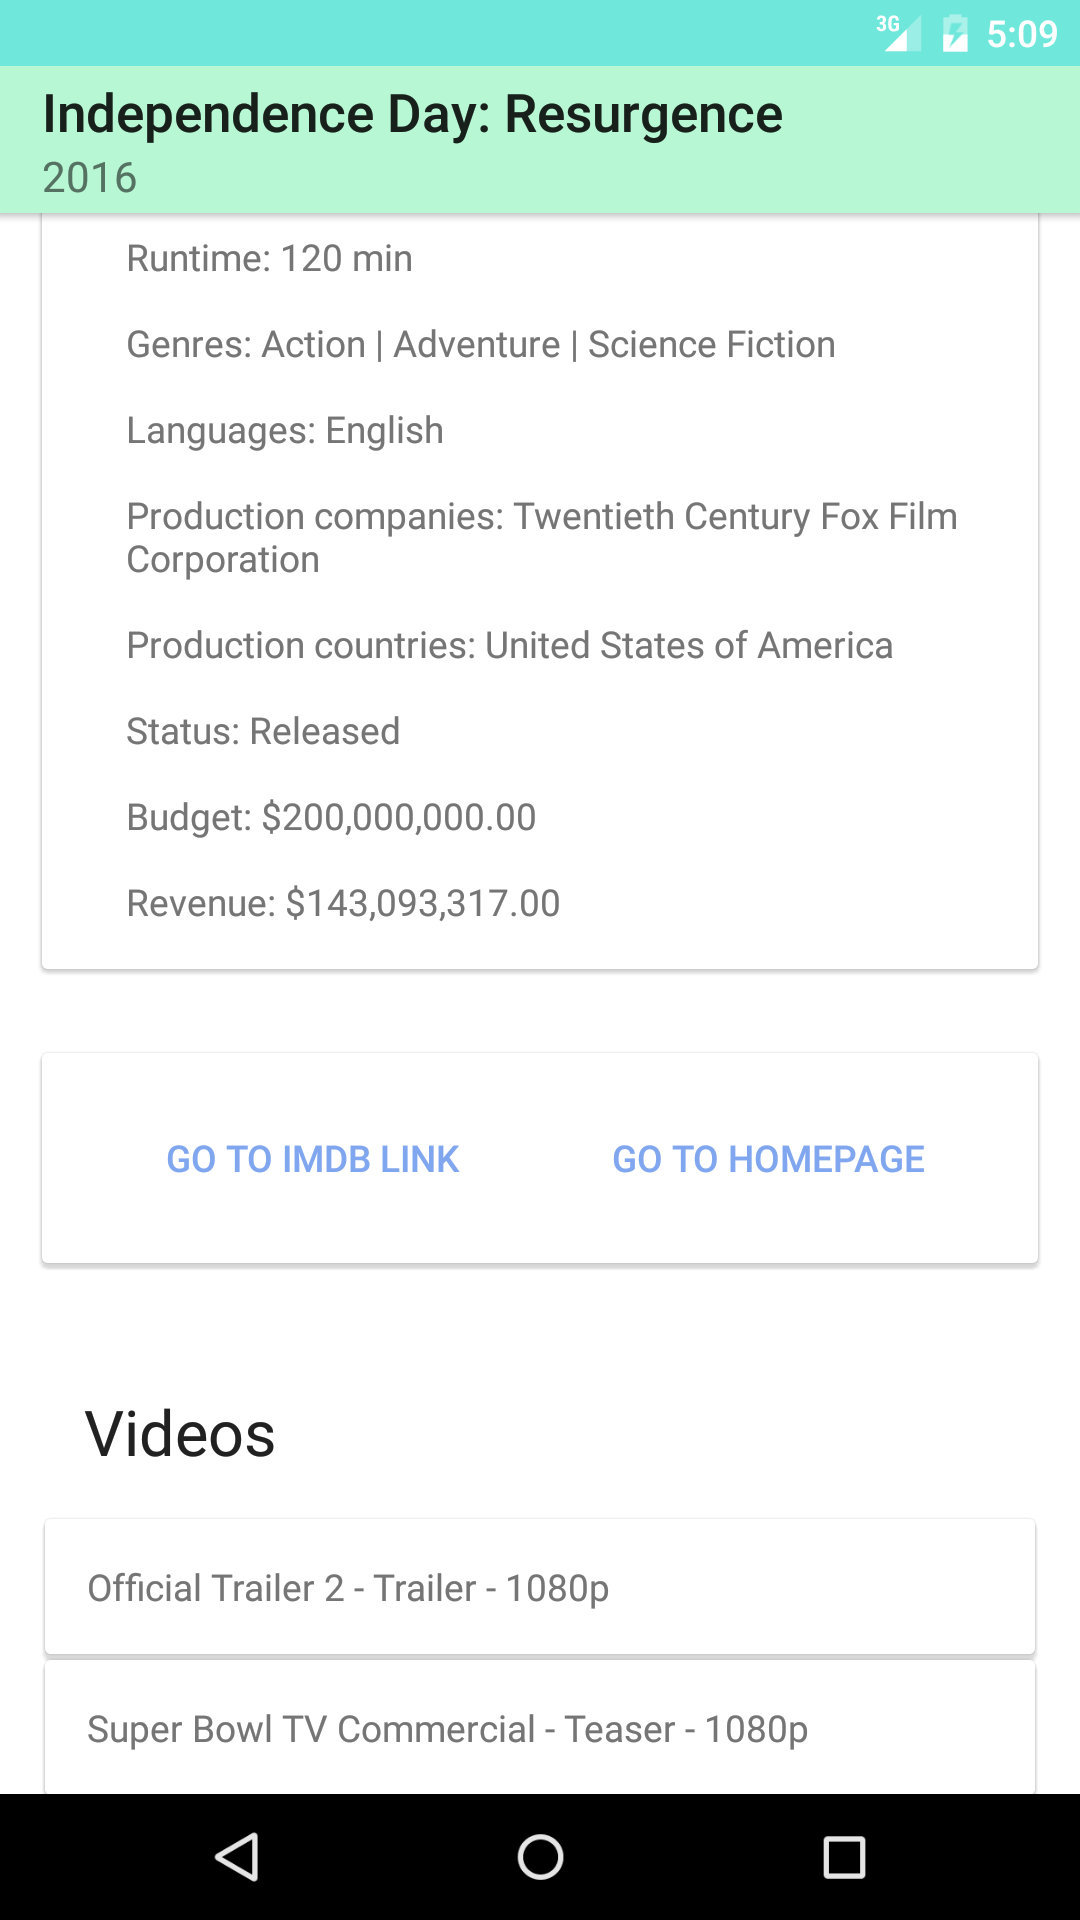 3G 5:09
Independence Day: Resurgence
2016
Runtime: 120 min
Genres: Action | Adventure | Science Fiction
Languages: English
Production companies: Twentieth Century Fox Film
Corporation
Production countries: United States of America
Status: Released
Budget: $200,000,000.00
Revenue: $143,093,317.00
GO TO IMDB LINK GO TO HOMEPAGE
Videos
Official Trailer 2 - Trailer - 1080p
Super Bowl TV Commercial - Teaser - 1080p